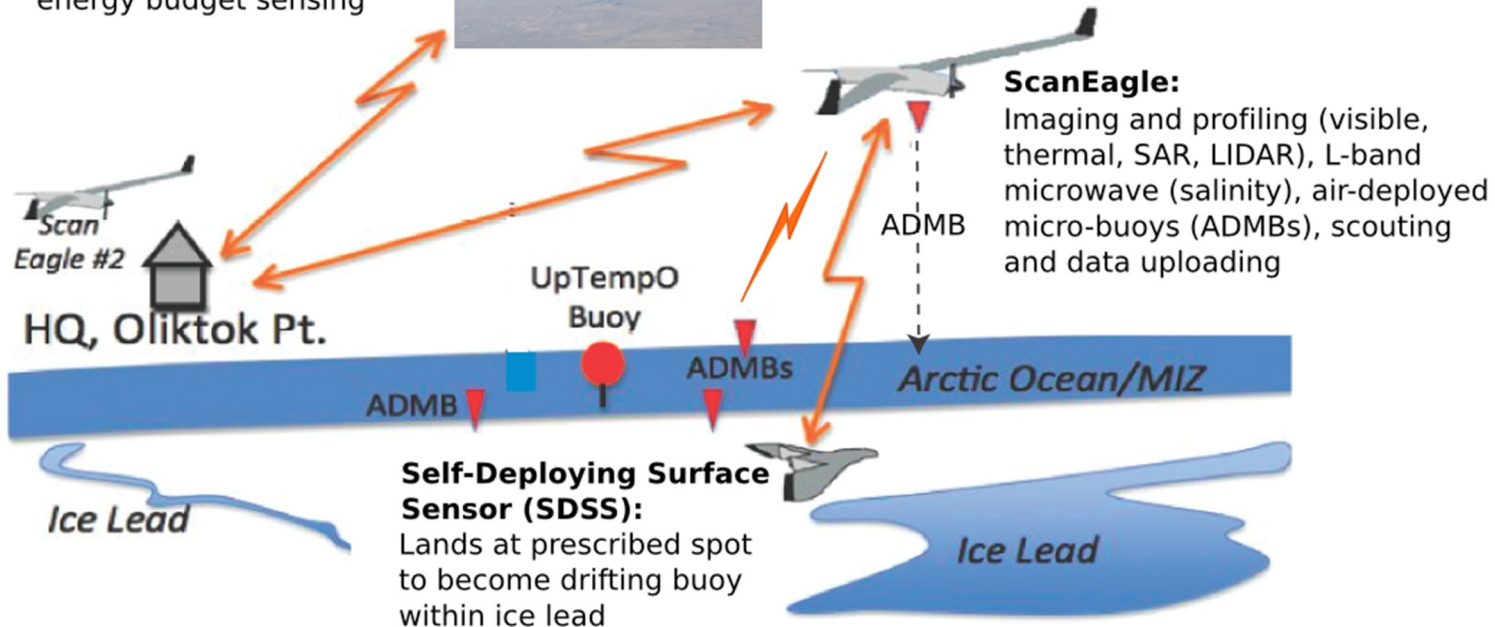 energy budget sensing
ScanEagle:
Imaging and profiling (visible,
thermal, SAR, LIDAR), L-band
microwave (salinity), air-deployed
micro-buoys (ADMBs), scouting
and data uploading
Scan
Eagle #2
HQ, Oliktok Pt.
UpTempO
Buoy
ADMB
ADMBs
ADMB
Arctic Ocean/MIZ
Self-Deploying Surface
Sensor (SDSS):
Lands at prescribed spot
to become drifting buoy
within ice lead
Ice Lead
Ice Lead